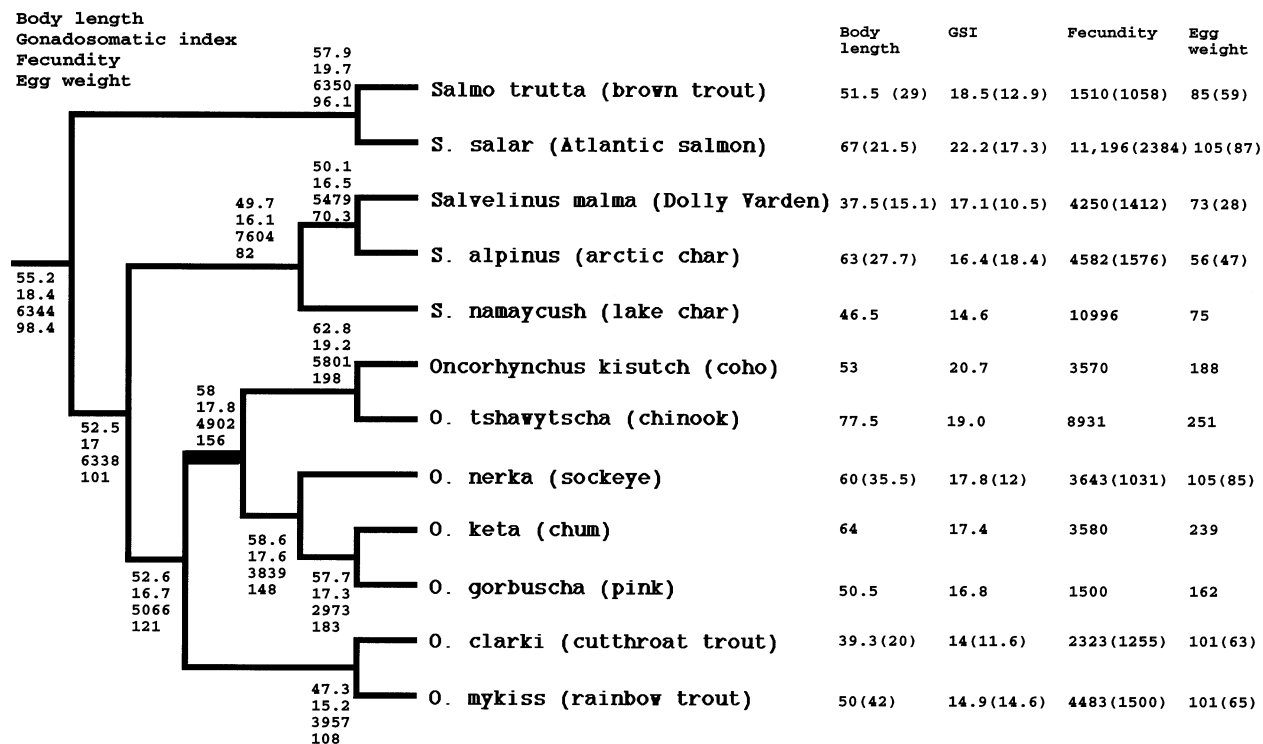 Body length
Gonadosomatic index
Fecundity
Egg weight
Body length GSI Fecundity Egg weight
57.9
19.7
6350
96.1
Salmo trutta (brown trout) 51.5 (29) 18.5(12.9) 1510(1058) 85(59)
S. salar (Atlantic salmon) 67(21.5) 22.2(17.3) 11,196(2384) 105(87)
50.1
16.5
5479
70.3
Salvelinus malma (Dolly Varden) 37.5(15.1) 17.1(10.5) 4250(1412) 73(28)
49.7
16.1
7604
82
S. alpinus (arctic char) 63(27.7) 16.4(18.4) 4582(1576) 56(47)
55.2
18.4
6344
98.4
S. namaycush (lake char) 46.5 14.6 10996 75
62.8
19.2
5801
198
Oncorhynchus kisutch (coho) 53 20.7 3570 188
58
17.8
4902
156
O. tshawytscha (chinook) 77.5 19.0 8931 251
52.5
17
6338
101
O. nerka (sockeye) 60(35.5) 17.8(12) 3643(1031) 105(85)
O. keta (chum) 64 17.4 3580 239
58.6
17.6
3839
148
O. gorbuscha (pink) 50.5 16.8 1500 162
57.7
17.3
2973
183
52.6
16.7
5066
121
O. clarki (cutthroat trout) 39.3(20) 14(11.6) 2323(1255) 101(63)
O. mykiss (rainbow trout) 50(42) 14.9(14.6) 4483(1500) 101(65)
47.3
15.2
3957
108